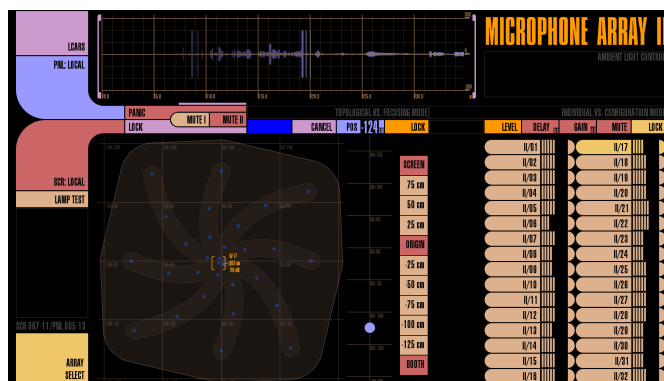 LCARS
MICROPHONE ARRAY II
AMBIENT LIGHT CONTROL
PNL: LOCAL
PANIC
MUTE I
MUTE II
TOPOLOGICAL VS. FOCUSING MODE
INDIVIDUAL VS. CONFIGURATION MODE
LOCK
CANCEL
POS
-124
LOCK
LEVEL
DELAY
GAIN
MUTE
LOCK
SCR: LOCAL
LAMP TEST
SCREEN
75 cm
50 cm
25 cm
ORIGIN
-25 cm
-50 cm
-75 cm
-100 cm
-125 cm
BOOTH
II/01
II/02
II/03
II/04
II/05
II/06
II/07
II/08
II/09
II/10
II/11
II/12
II/13
II/14
II/15
II/16
II/17
II/18
II/19
II/20
II/21
II/22
II/23
II/24
II/25
II/26
II/27
II/28
II/29
II/30
II/31
II/32
SCR 067-11/PNL 005-13
ARRAY
SELECT